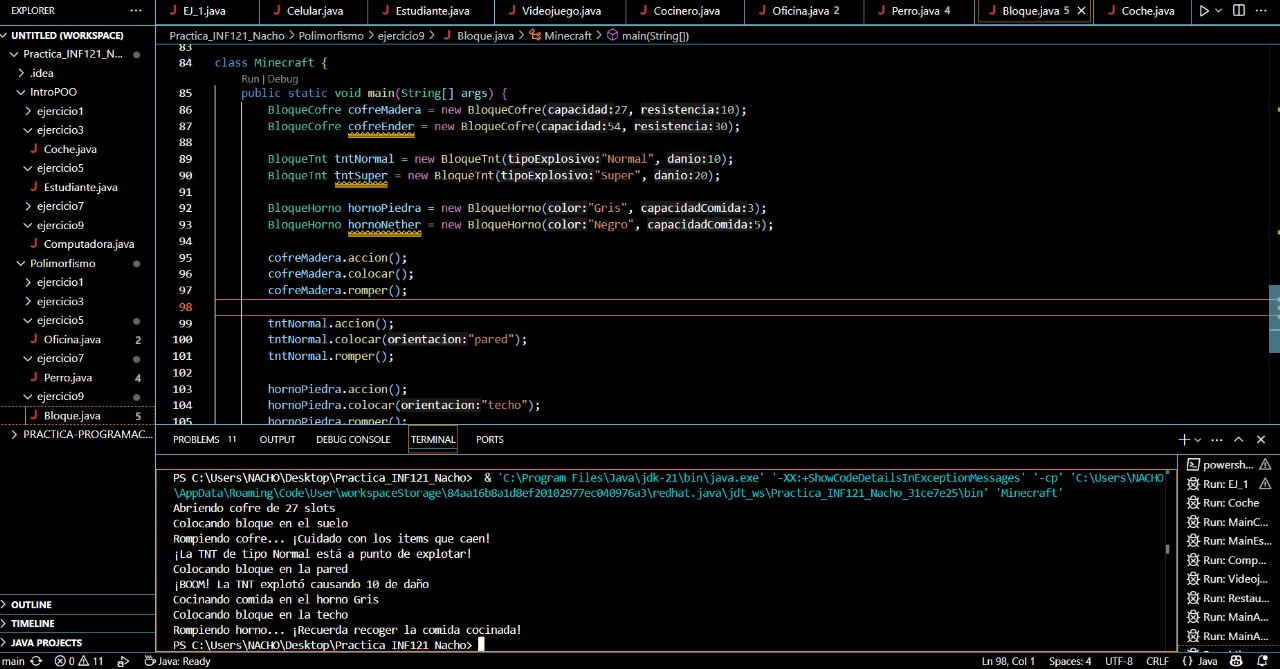 EXPLORER ··· EJ_1.java Celular.java Estudiante.java Videojuego.java Cocinero.java Oficina.java 2 Perro.java 4 Bloque.java 5 Coche.java ···
UNTITLED (WORKSPACE)
Practica_INF121_N...
.idea
IntroPOO
ejercicio1
ejercicio3
Coche.java
ejercicio5
Estudiante.java
ejercicio7
ejercicio9
Computadora.java
Polimorfismo
ejercicio1
ejercicio3
ejercicio5
Oficina.java 2
ejercicio7
Perro.java 4
ejercicio9
Bloque.java 5
PRACTICA-PROGRAMAC...
OUTLINE
TIMELINE
JAVA PROJECTS
Practica_INF121_Nacho > Polimorfismo > ejercicio9 > Bloque.java > Minecraft > main(String[])
83
84 class Minecraft {
Run | Debug
85 public static void main(String[] args) {
86 BloqueCofre cofreMadera = new BloqueCofre(capacidad:27, resistencia:10);
87 BloqueCofre cofreEnder = new BloqueCofre(capacidad:54, resistencia:30);
88
89 BloqueTnt tntNormal = new BloqueTnt(tipoExplosivo:"Normal", danio:10);
90 BloqueTnt tntSuper = new BloqueTnt(tipoExplosivo:"Super", danio:20);
91
92 BloqueHorno hornoPiedra = new BloqueHorno(color:"Gris", capacidadComida:3);
93 BloqueHorno hornoNether = new BloqueHorno(color:"Negro", capacidadComida:5);
94
95 cofreMadera.accion();
96 cofreMadera.colocar();
97 cofreMadera.romper();
98
99 tntNormal.accion();
100 tntNormal.colocar(orientacion:"pared");
101 tntNormal.romper();
102
103 hornoPiedra.accion();
104 hornoPiedra.colocar(orientacion:"techo");
105 hornoPiedra.romper();
PROBLEMS 11 OUTPUT DEBUG CONSOLE TERMINAL PORTS ···
PS C:\Users\NACHO\Desktop\Practica_INF121_Nacho> & 'C:\Program Files\Java\jdk-21\bin\java.exe' '-XX:+ShowCodeDetailsInExceptionMessages' '-cp' 'C:\Users\NACHO
\AppData\Roaming\Code\User\workspaceStorage\84aa16b8a1d8ef20102977ec040976a3\redhat.java\jdt_ws\Practica_INF121_Nacho_31ce7e25\bin' 'Minecraft'
Abriendo cofre de 27 slots
Colocando bloque en el suelo
Rompiendo cofre... ¡Cuidado con los items que caen!
¡La TNT de tipo Normal está a punto de explotar!
Colocando bloque en la pared
¡BOOM! La TNT explotó causando 10 de daño
Cocinando comida en el horno Gris
Colocando bloque en la techo
Rompiendo horno... ¡Recuerda recoger la comida cocinada!
PS C:\Users\NACHO\Desktop\Practica_INF121_Nacho>
powersh...
Run: EJ_1
Run: Coche
Run: MainC...
Run: MainEs...
Run: Comp...
Run: Videoj...
Run: Restau...
Run: MainA...
Run: MainA...
main 0 11 Java: Ready Ln 98, Col 1 Spaces: 4 UTF-8 CRLF {} Java